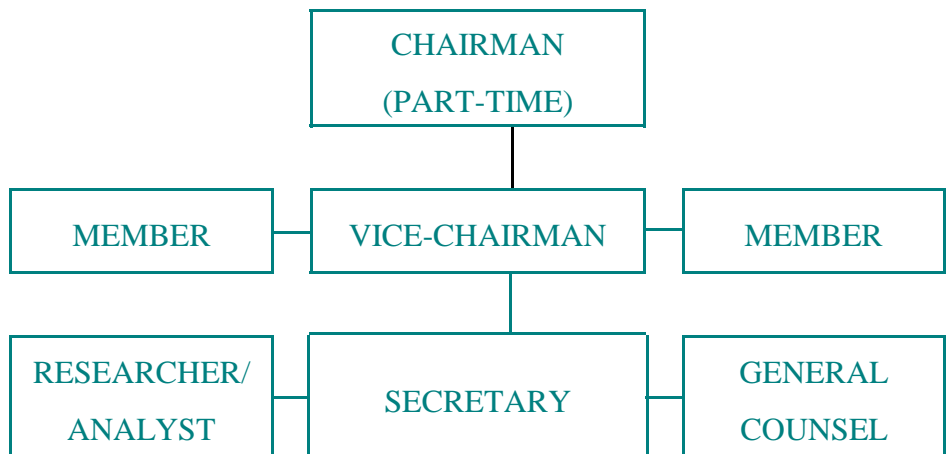 CHAIRMAN
(PART-TIME)
MEMBER
VICE-CHAIRMAN
MEMBER
RESEARCHER/
ANALYST
SECRETARY
GENERAL
COUNSEL